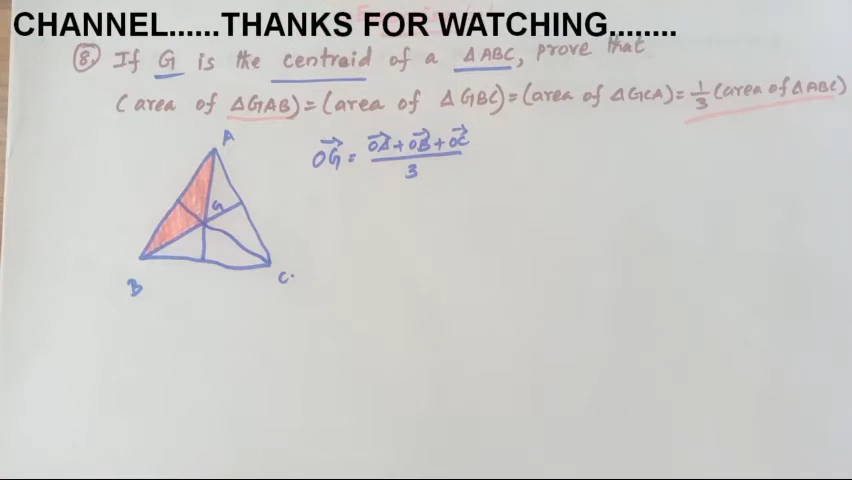 CHANNEL......THANKS FOR WATCHING........
8. If G is the centroid of a ΔABC, prove that
(area of ΔGAB) = (area of ΔGBC) = (area of ΔGCA) = 1/3 (area of ΔABC)
A
OG→ = (OA→ + OB→ + OC→)/3
G
B
C.